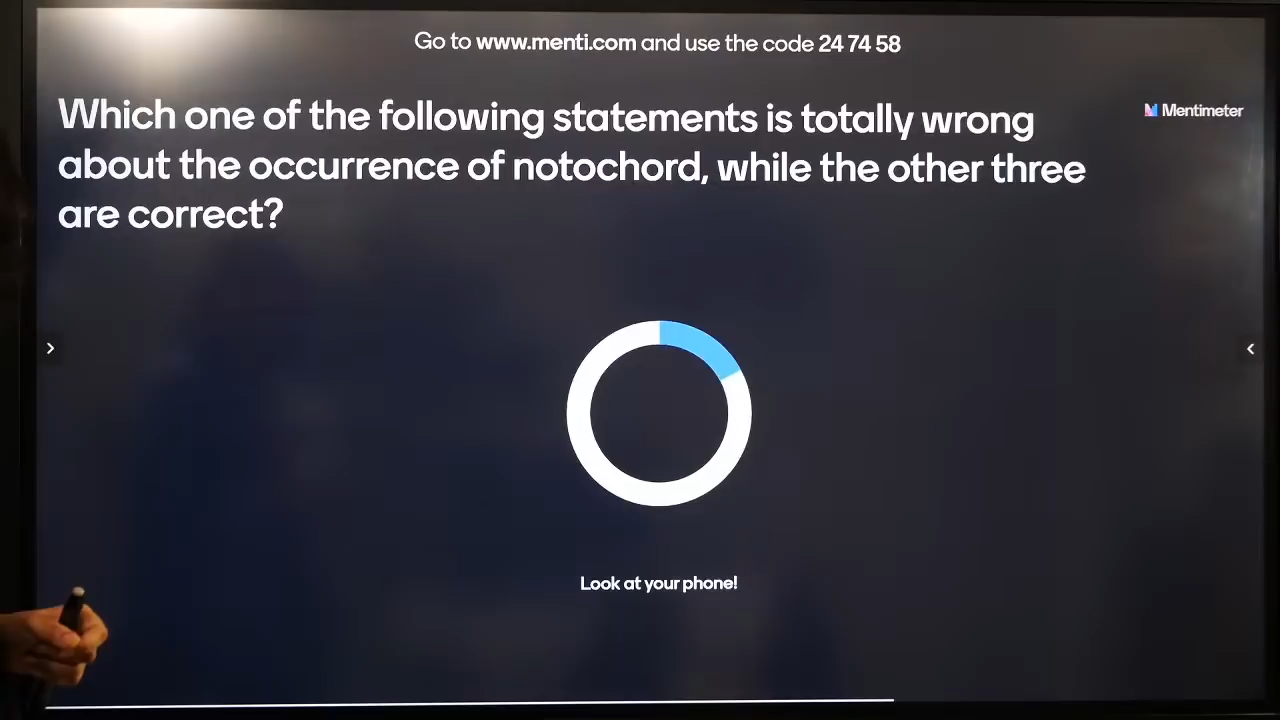 Go to www.menti.com and use the code 24 74 58
Which one of the following statements is totally wrong
about the occurrence of notochord, while the other three
are correct?
Mentimeter
Look at your phone!